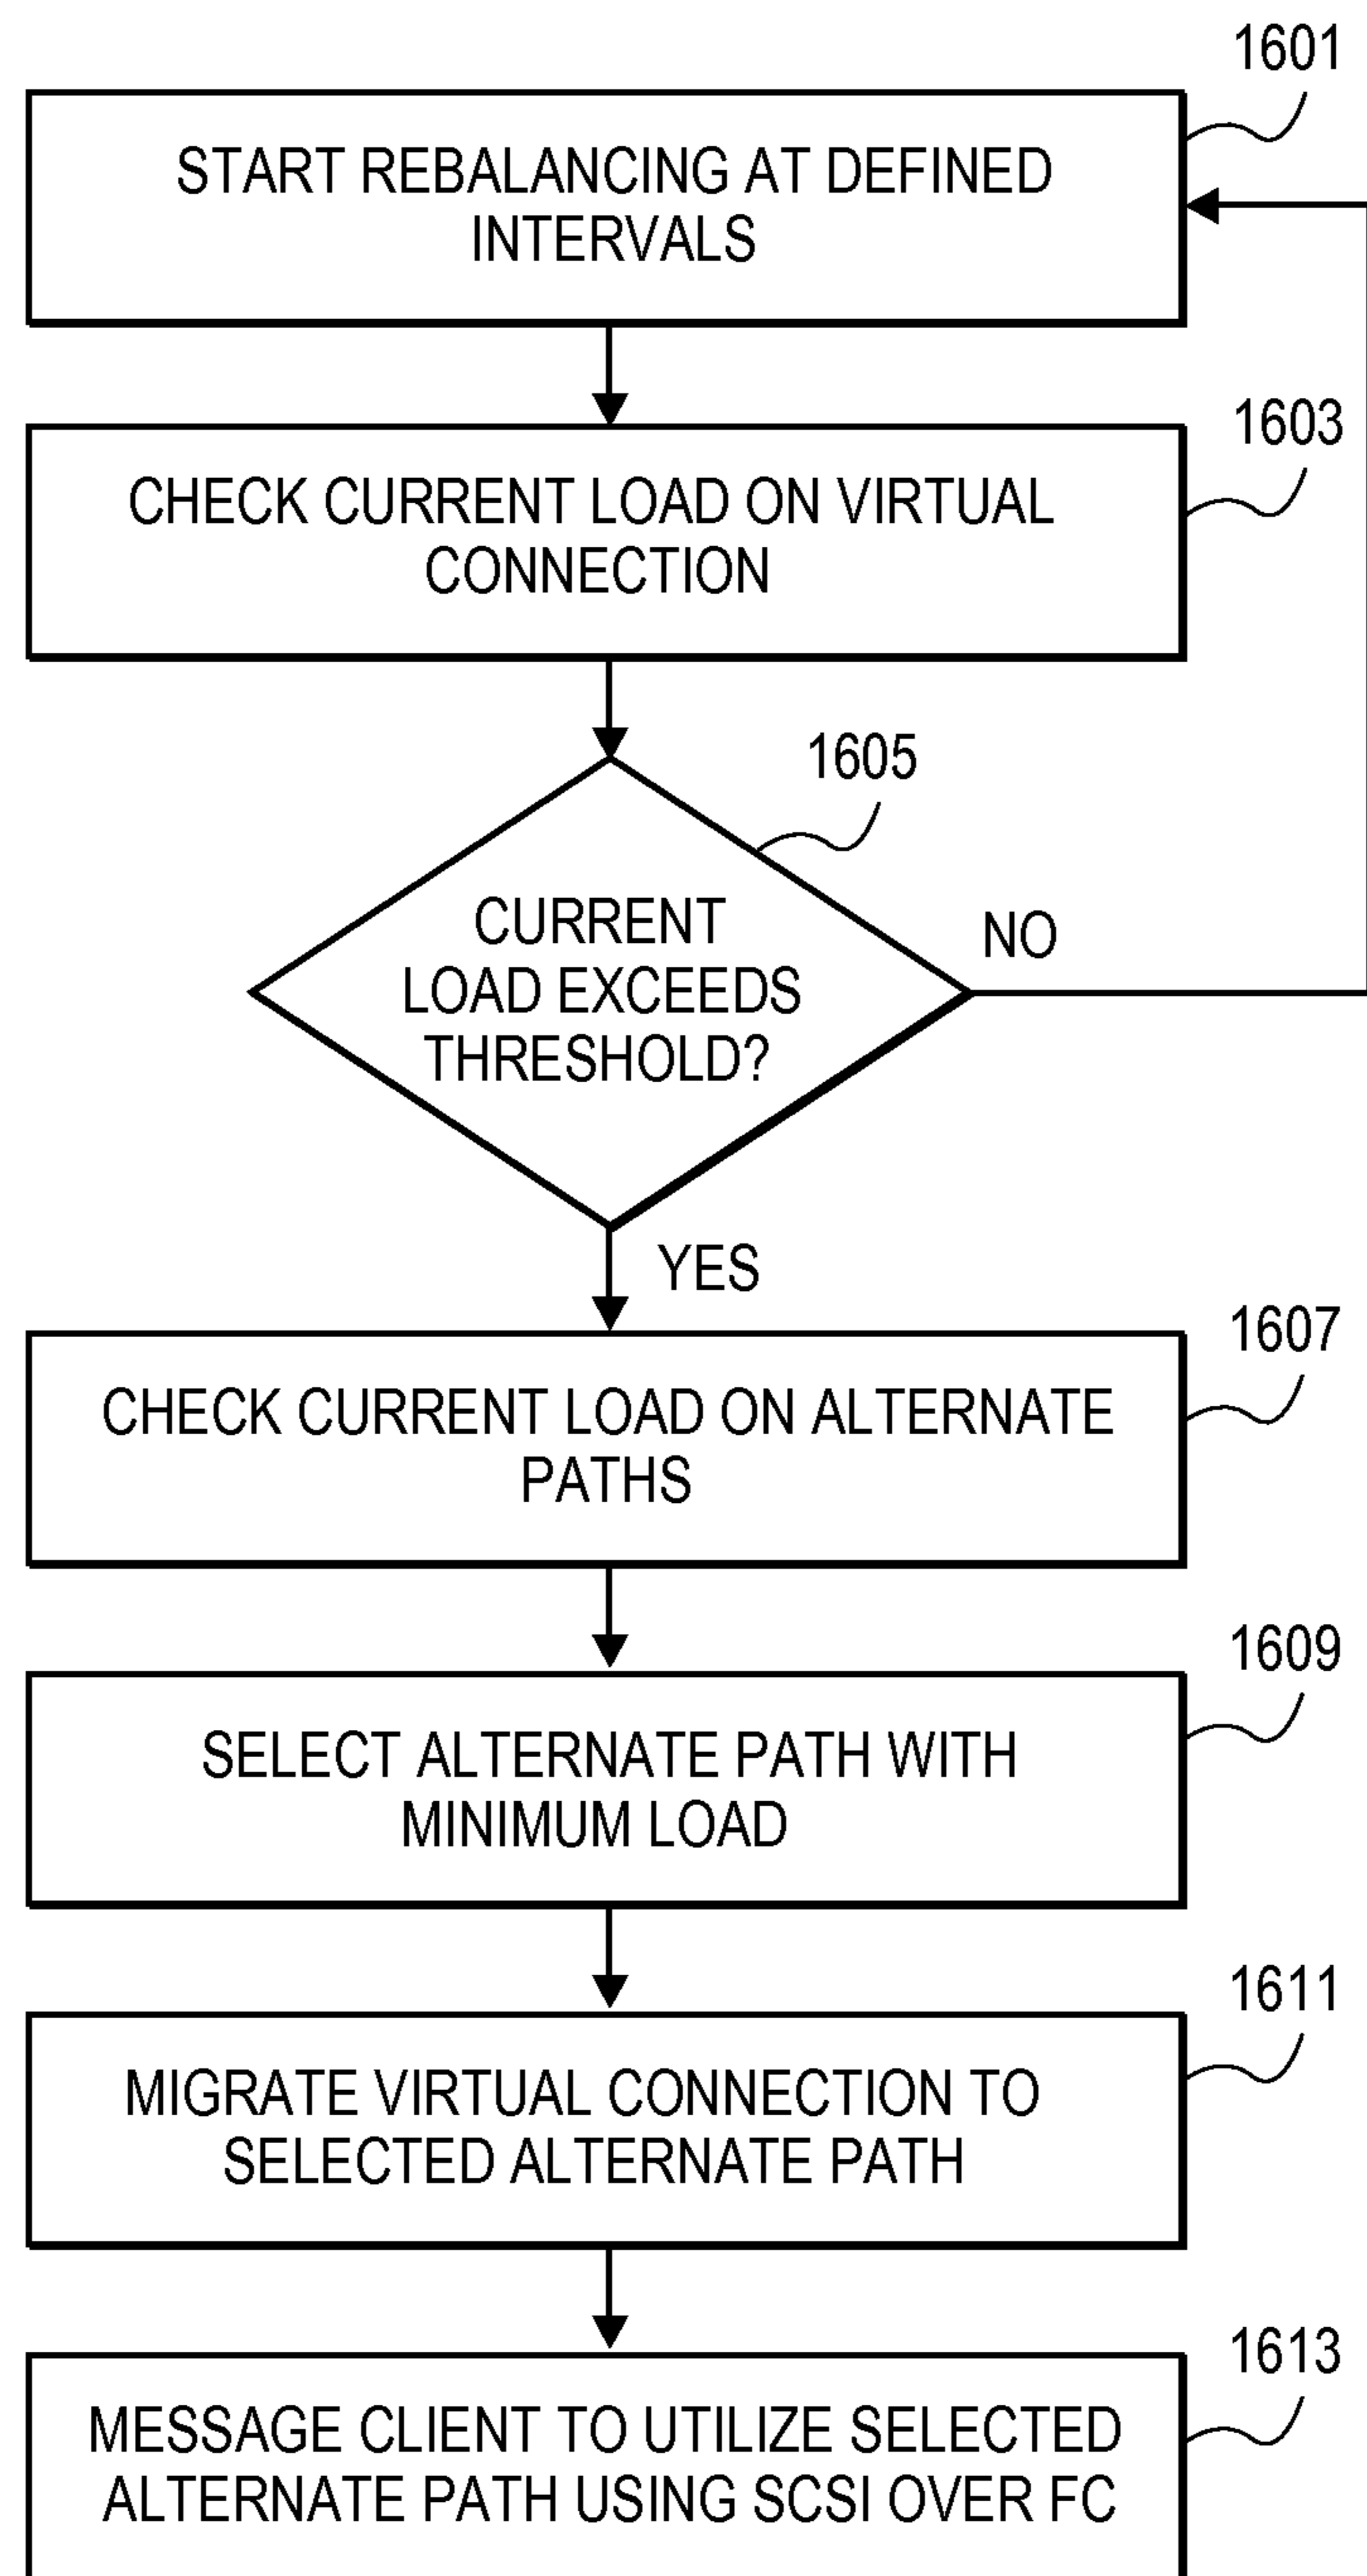 1601
START REBALANCING AT DEFINED
INTERVALS
1603
CHECK CURRENT LOAD ON VIRTUAL
CONNECTION
1605
CURRENT
LOAD EXCEEDS
THRESHOLD?
NO
YES
1607
CHECK CURRENT LOAD ON ALTERNATE
PATHS
1609
SELECT ALTERNATE PATH WITH
MINIMUM LOAD
1611
MIGRATE VIRTUAL CONNECTION TO
SELECTED ALTERNATE PATH
1613
MESSAGE CLIENT TO UTILIZE SELECTED
ALTERNATE PATH USING SCSI OVER FC